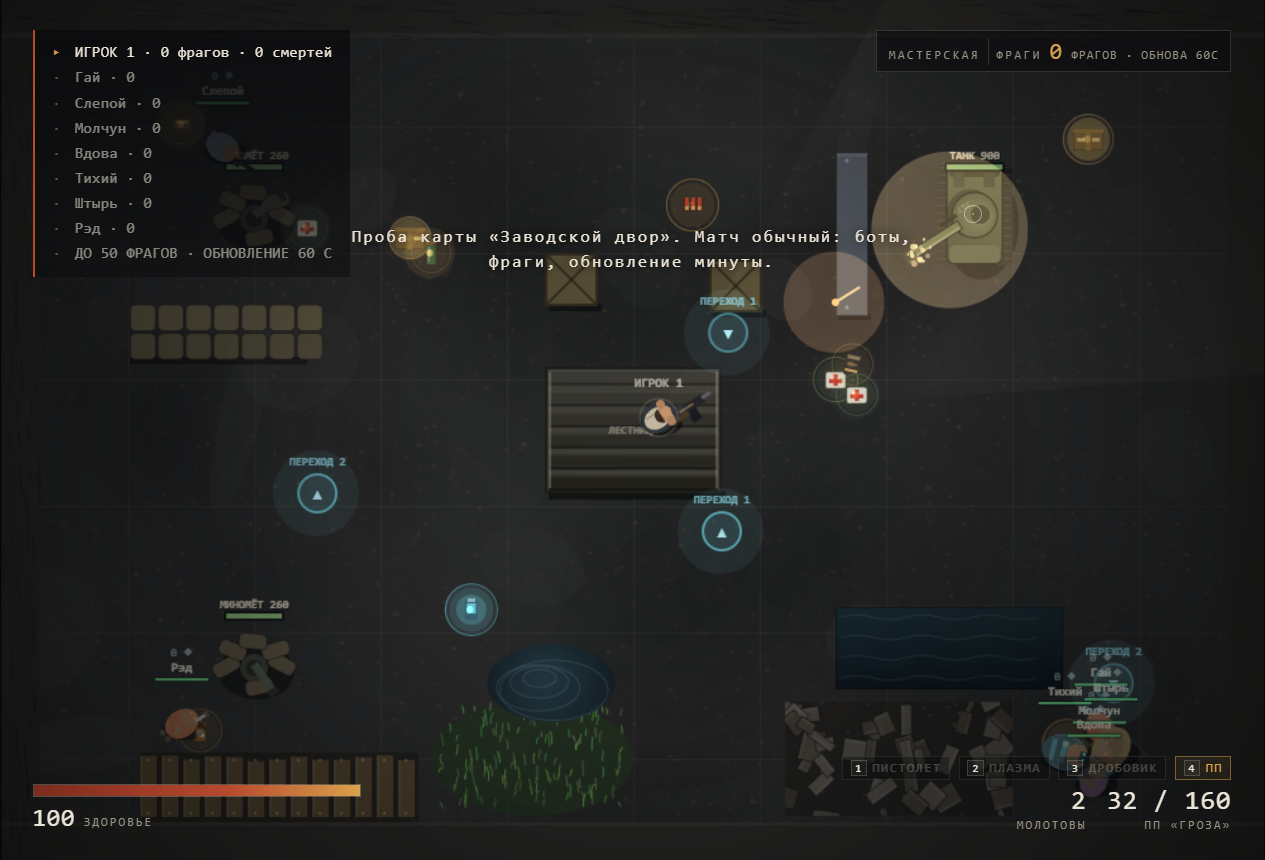 ИГРОК 1 · 0 фрагов · 0 смертей
Гай · 0
Слепой · 0
Молчун · 0
Вдова · 0
Тихий · 0
Штырь · 0
Рэд · 0
ДО 50 ФРАГОВ · ОБНОВЛЕНИЕ 60 С
0
Слепой
260
МАСТЕРСКАЯ ФРАГИ 0 ФРАГОВ · ОБНОВА 60С
ТАНК 900
Проба карты «Заводской двор». Матч обычный: боты,
фраги, обновление минуты.
ПЕРЕХОД 1
ИГРОК 1
ПЕРЕХОД 2
ПЕРЕХОД 1
МИНОМЁТ 260
0
Рэд
ПЕРЕХОД 2
0
Гай
0
Тихий
Штырь
Молчун
Вдова
1 ПИСТОЛЕТ
2 ПЛАЗМА
3 ДРОБОВИК
4 ПП
100 ЗДОРОВЬЕ
2 32 / 160
МОЛОТОВЫ ПП «ГРОЗА»